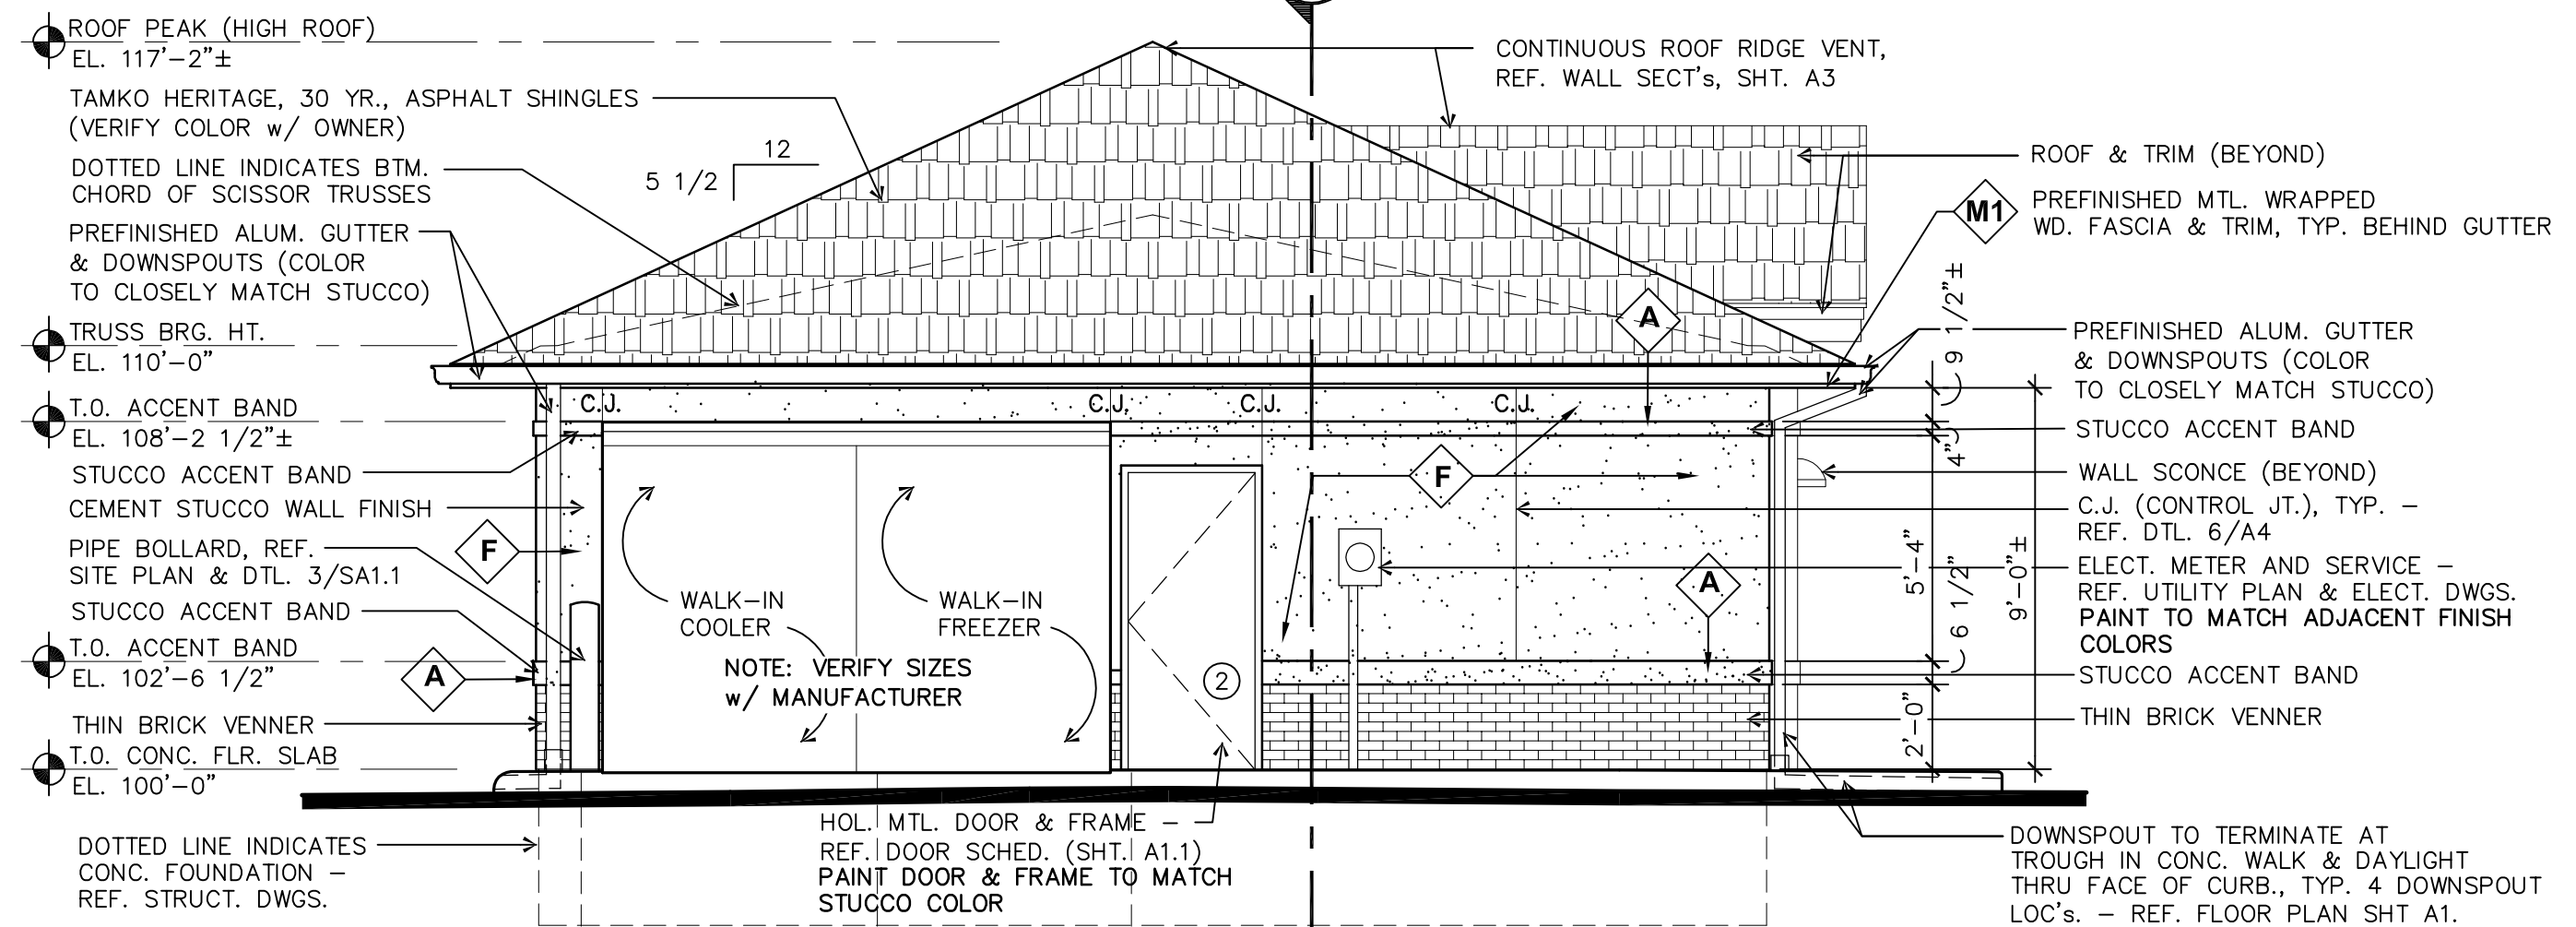 ROOF PEAK (HIGH ROOF)
EL. 117'-2"±
TAMKO HERITAGE, 30 YR., ASPHALT SHINGLES
(VERIFY COLOR w/ OWNER)
DOTTED LINE INDICATES BTM.
CHORD OF SCISSOR TRUSSES
PREFINISHED ALUM. GUTTER
& DOWNSPOUTS (COLOR
TO CLOSELY MATCH STUCCO)
TRUSS BRG. HT.
EL. 110'-0"
T.O. ACCENT BAND
EL. 108'-2 1/2"±
STUCCO ACCENT BAND
CEMENT STUCCO WALL FINISH
F
PIPE BOLLARD, REF.
SITE PLAN & DTL. 3/SA1.1
STUCCO ACCENT BAND
T.O. ACCENT BAND
EL. 102'-6 1/2"
A
THIN BRICK VENNER
T.O. CONC. FLR. SLAB
EL. 100'-0"
DOTTED LINE INDICATES
CONC. FOUNDATION -
REF. STRUCT. DWGS.
12
5 1/2
C.J.
C.J.
C.J.
C.J.
A
F
A
WALK-IN
COOLER
WALK-IN
FREEZER
NOTE: VERIFY SIZES
w/ MANUFACTURER
2
HOL. MTL. DOOR & FRAME -
REF. DOOR SCHED. (SHT. A1.1)
PAINT DOOR & FRAME TO MATCH
STUCCO COLOR
CONTINUOUS ROOF RIDGE VENT,
REF. WALL SECT's, SHT. A3
ROOF & TRIM (BEYOND)
M1
PREFINISHED MTL. WRAPPED
WD. FASCIA & TRIM, TYP. BEHIND GUTTER
9 1/2"±
4"
5'-4"
6 1/2"
9'-0"±
2'-0"
PREFINISHED ALUM. GUTTER
& DOWNSPOUTS (COLOR
TO CLOSELY MATCH STUCCO)
STUCCO ACCENT BAND
WALL SCONCE (BEYOND)
C.J. (CONTROL JT.), TYP. -
REF. DTL. 6/A4
ELECT. METER AND SERVICE -
REF. UTILITY PLAN & ELECT. DWGS.
PAINT TO MATCH ADJACENT FINISH
COLORS
STUCCO ACCENT BAND
THIN BRICK VENNER
DOWNSPOUT TO TERMINATE AT
TROUGH IN CONC. WALK & DAYLIGHT
THRU FACE OF CURB., TYP. 4 DOWNSPOUT
LOC's. - REF. FLOOR PLAN SHT A1.